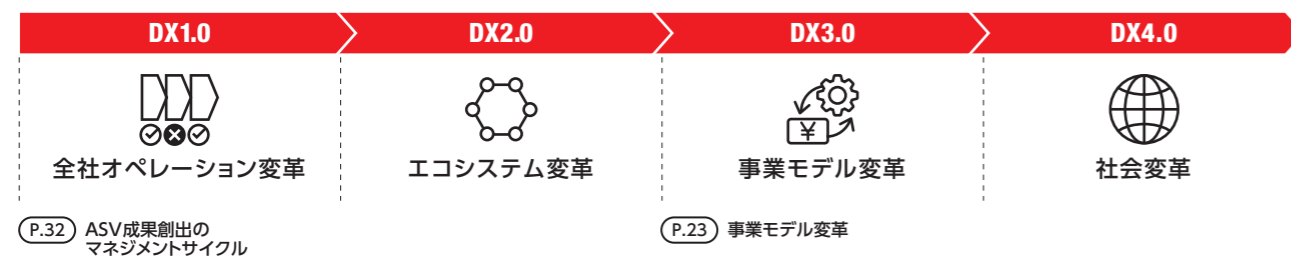 DX1.0
DX2.0
DX3.0
DX4.0
¥
全社オペレーション変革
エコシステム変革
事業モデル変革
社会変革
P.32 ASV成果創出の
マネジメントサイクル
P.23 事業モデル変革